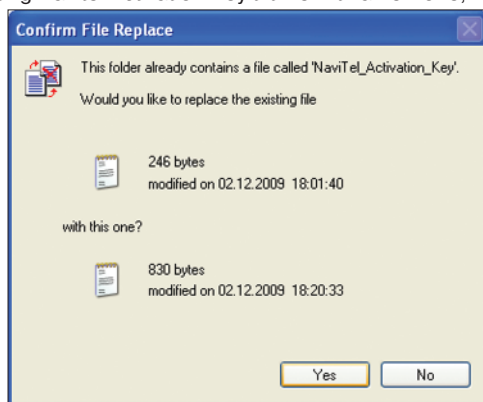 Confirm File Replace
This folder already contains a file called 'NaviTel_Activation_Key'.
Would you like to replace the existing file
246 bytes
modified on 02.12.2009 18:01:40
with this one?
830 bytes
modified on 02.12.2009 18:20:33
Yes
No